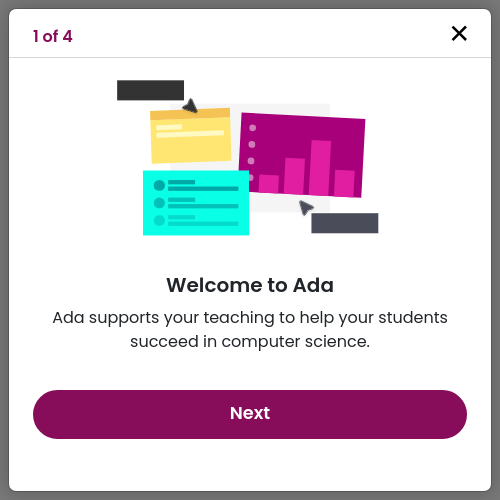 1 of 4
Welcome to Ada
Ada supports your teaching to help your students
succeed in computer science.
Next